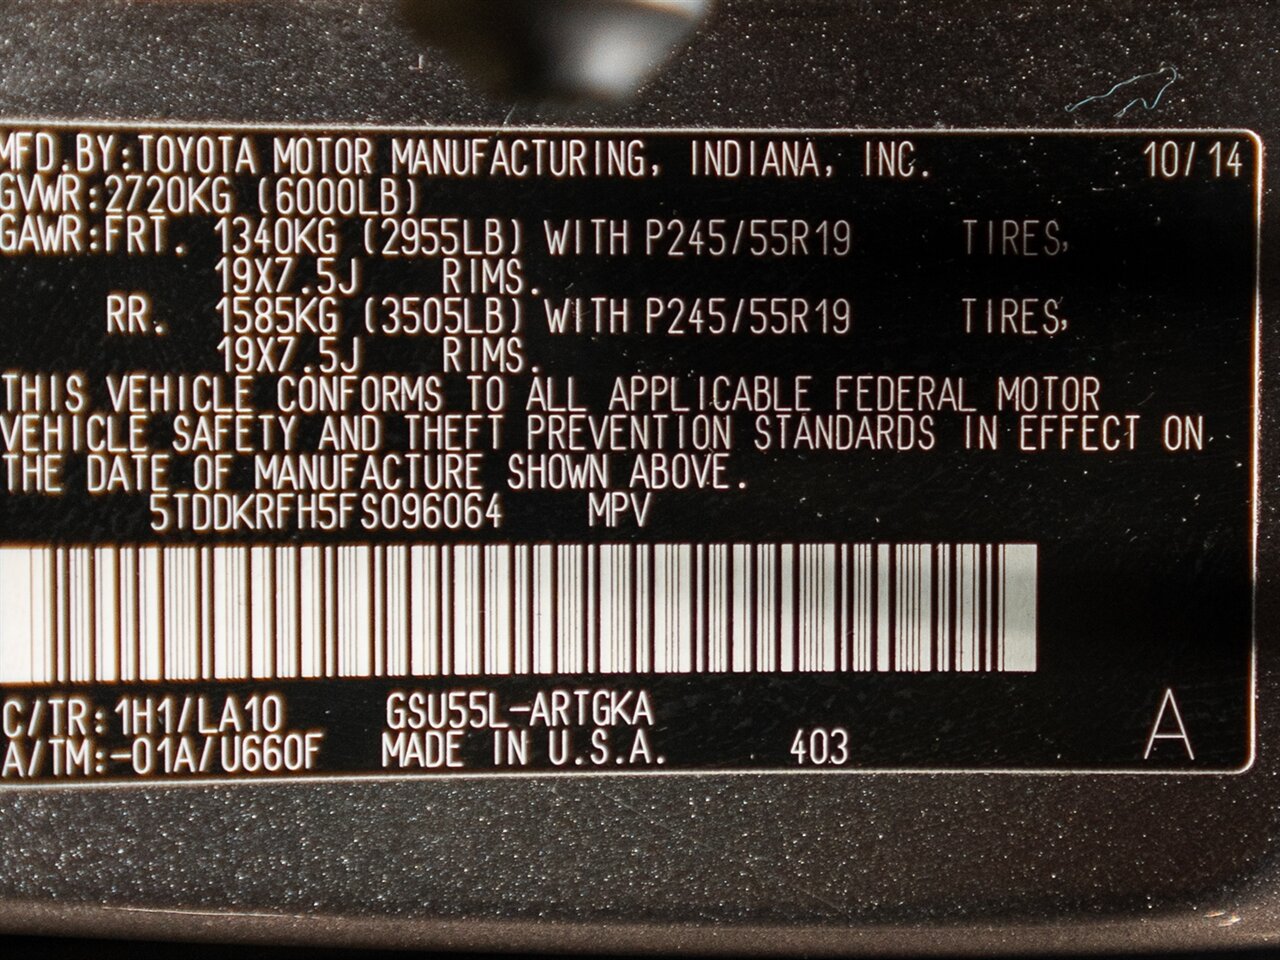 MFD.BY:TOYOTA MOTOR MANUFACTURING, INDIANA, INC. 10/14
GVWR:2720KG (6000LB)
GAWR:FRT. 1340KG (2955LB) WITH P245/55R19 TIRES,
19X7.5J RIMS.
RR. 1585KG (3505LB) WITH P245/55R19 TIRES,
19X7.5J RIMS.
THIS VEHICLE CONFORMS TO ALL APPLICABLE FEDERAL MOTOR
VEHICLE SAFETY AND THEFT PREVENTION STANDARDS IN EFFECT ON
THE DATE OF MANUFACTURE SHOWN ABOVE.
5TDDKRFH5FS096064 MPV
C/TR:1H1/LA10 GSU55L-ARTGKA
A/TM:-01A/U660F MADE IN U.S.A. 403 A